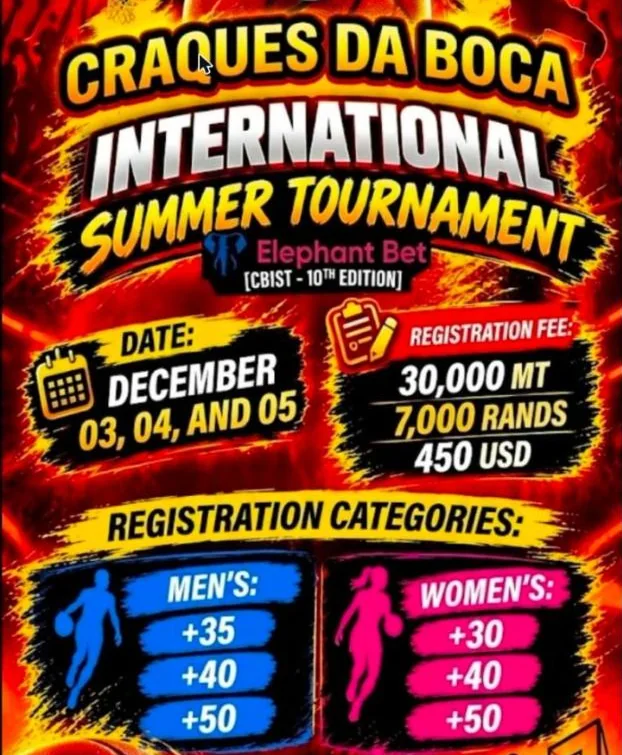 CRAQUES DA BOCA
INTERNATIONAL
SUMMER TOURNAMENT
Elephant Bet
[CBIST - 10TH EDITION]
DATE:
DECEMBER
03, 04, AND 05
REGISTRATION FEE:
30,000 MT
7,000 RANDS
450 USD
REGISTRATION CATEGORIES:
MEN'S:
+35
+40
+50
WOMEN'S:
+30
+40
+50